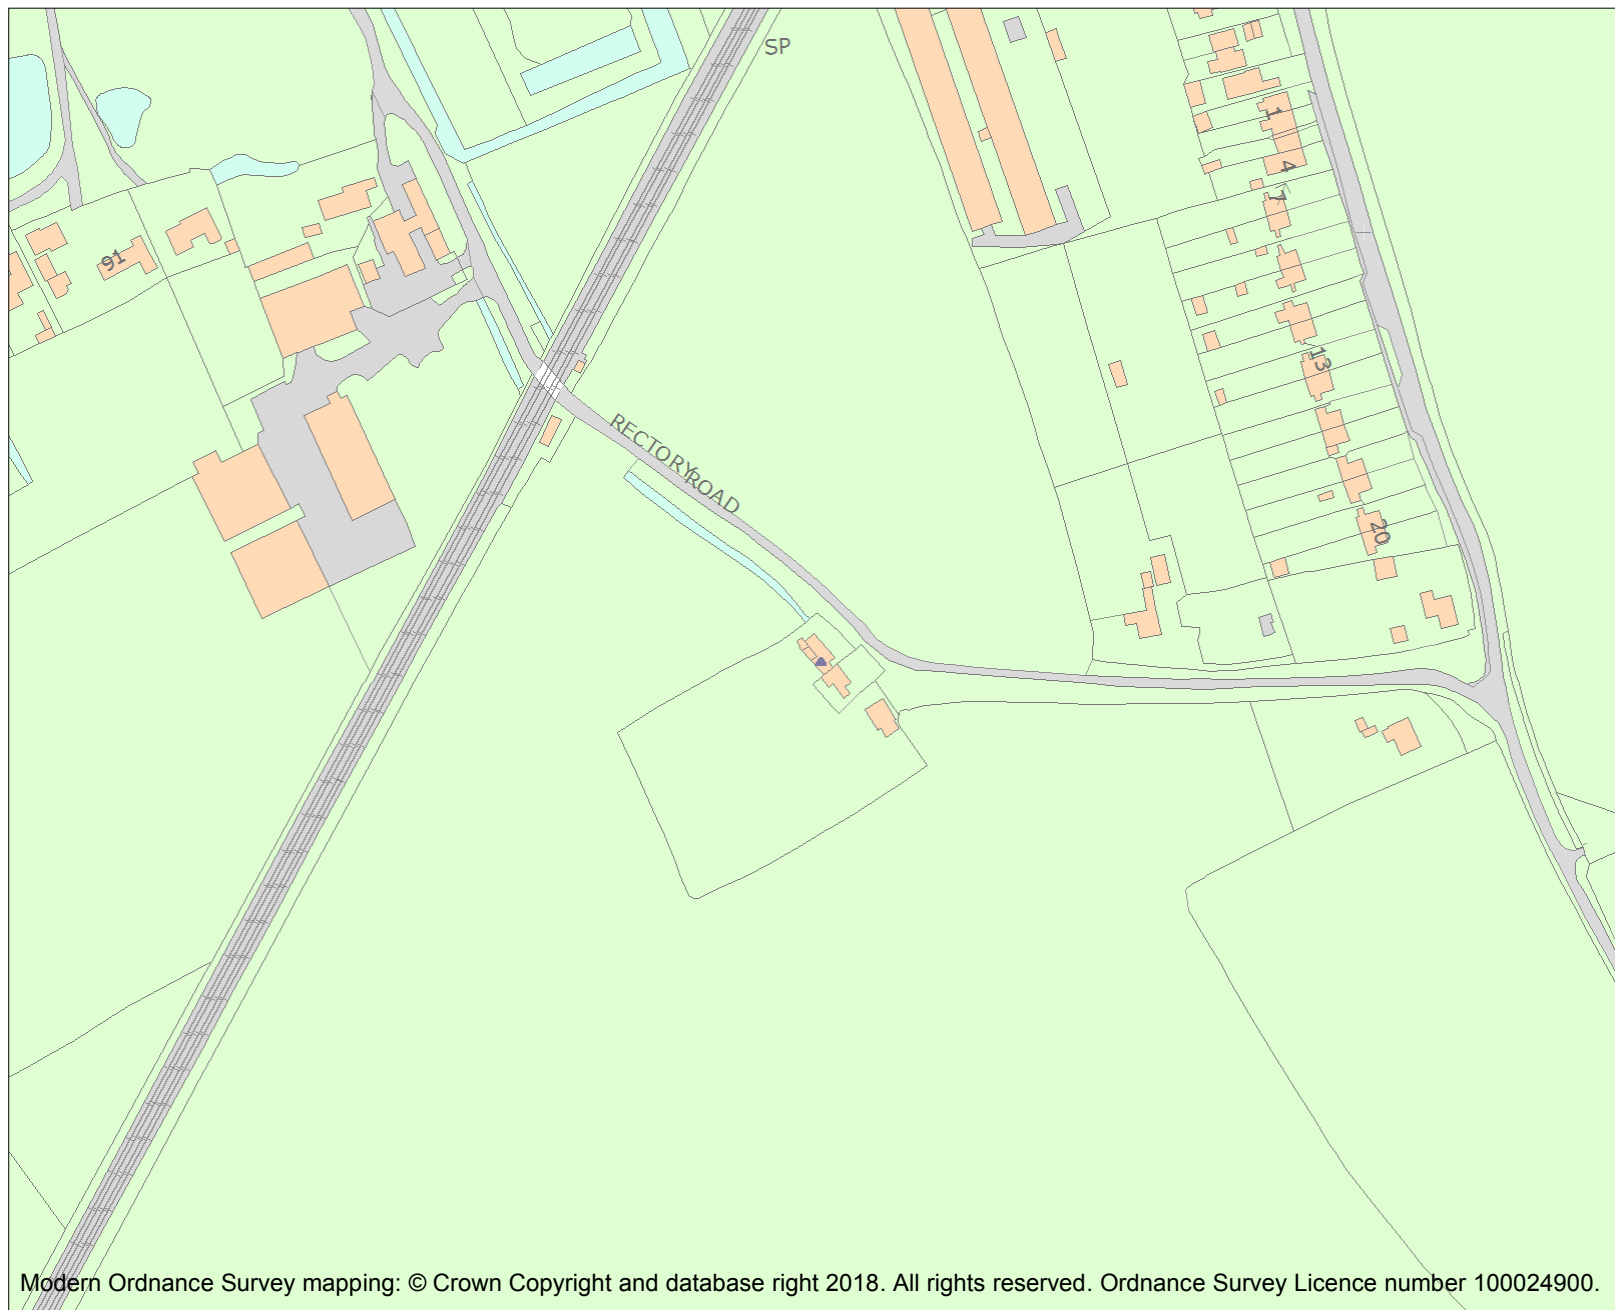 SP
1
4
7
91
13
RECTORY ROAD
20
Modern Ordnance Survey mapping: © Crown Copyright and database right 2018. All rights reserved. Ordnance Survey Licence number 100024900.